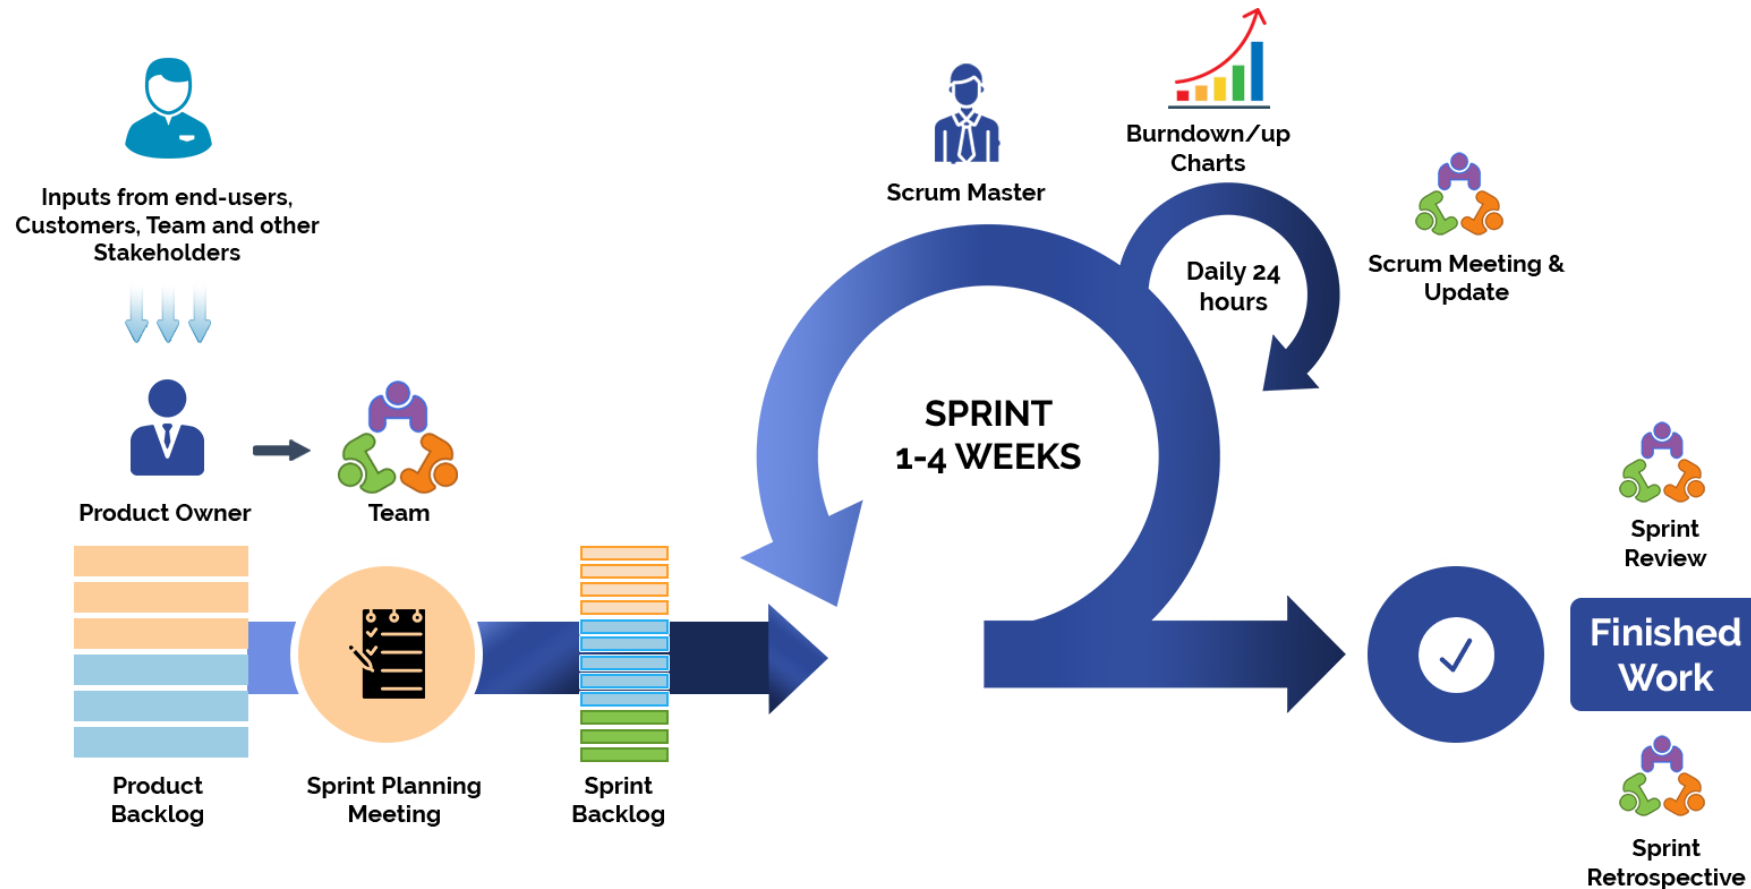 Inputs from end-users,
Customers, Team and other
Stakeholders
Product Owner
Team
Product
Backlog
Sprint Planning
Meeting
Sprint
Backlog
Scrum Master
Burndown/up
Charts
Daily 24
hours
Scrum Meeting &
Update
SPRINT
1-4 WEEKS
Sprint
Review
Finished
Work
Sprint
Retrospective